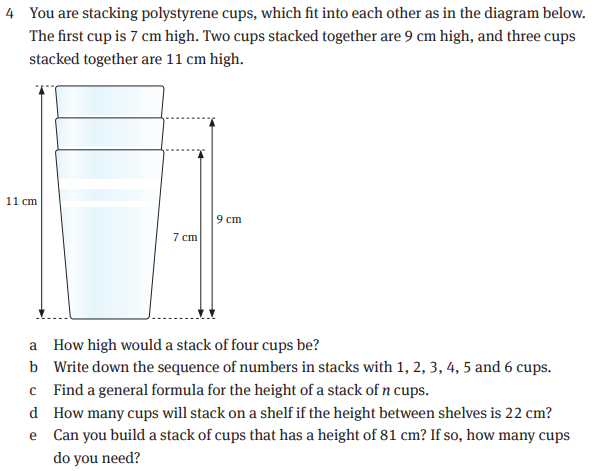 4 You are stacking polystyrene cups, which fit into each other as in the diagram below.
The first cup is 7 cm high. Two cups stacked together are 9 cm high, and three cups
stacked together are 11 cm high.
11 cm
9 cm
7 cm
a How high would a stack of four cups be?
b Write down the sequence of numbers in stacks with 1, 2, 3, 4, 5 and 6 cups.
c Find a general formula for the height of a stack of n cups.
d How many cups will stack on a shelf if the height between shelves is 22 cm?
e Can you build a stack of cups that has a height of 81 cm? If so, how many cups
do you need?